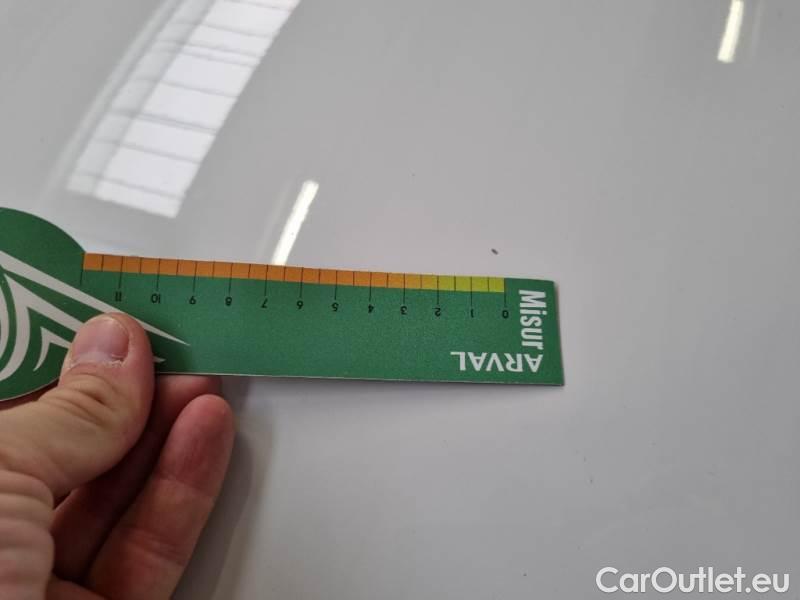 11 10 9 8 7 6 5 4 3 2 1 0
Misur
ARVAL
CarOutlet.eu